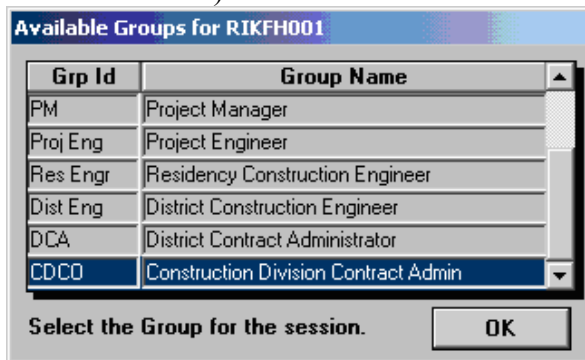 )
Available Groups for RIKFH001
Grp Id Group Name
PM Project Manager
Proj Eng Project Engineer
Res Engr Residency Construction Engineer
Dist Eng District Construction Engineer
DCA District Contract Administrator
CDCO Construction Division Contract Admin
Select the Group for the session. OK